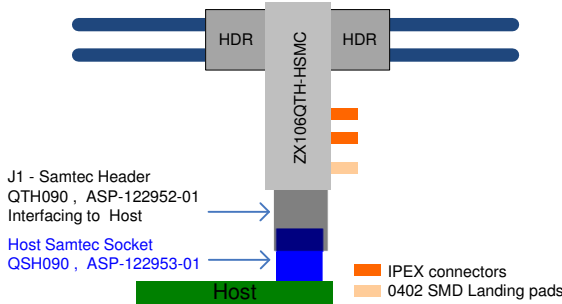 HDR
HDR
ZX106QTH-HSMC
J1 - Samtec Header
QTH090 , ASP-122952-01
Interfacing to Host
Host Samtec Socket
QSH090 , ASP-122953-01
IPEX connectors
0402 SMD Landing pads
Host